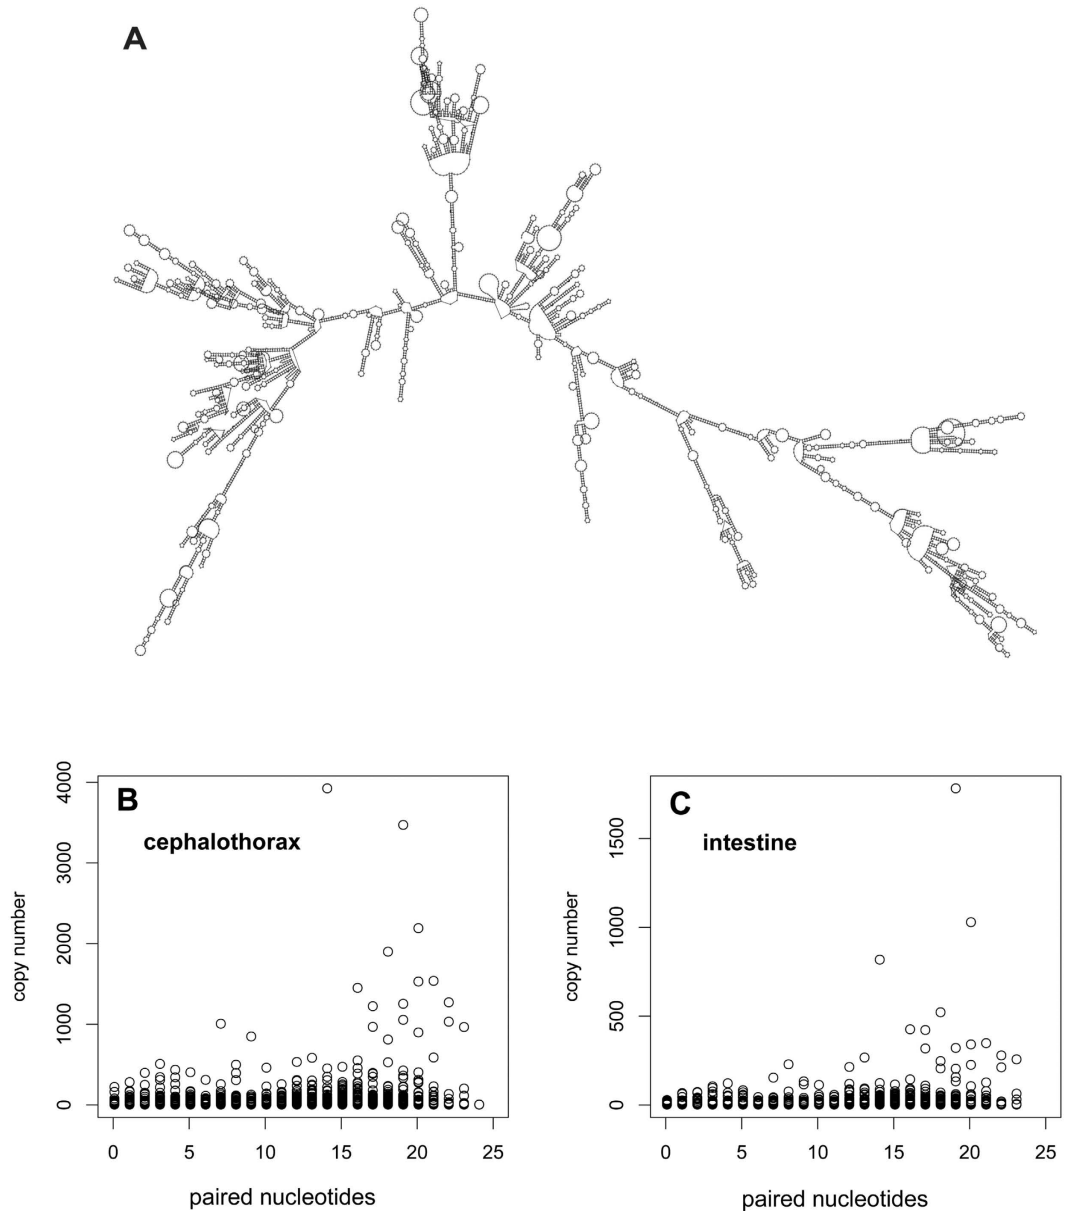 A
B
cephalothorax
copy number
0
1000
2000
3000
4000
0 5 10 15 20 25
paired nucleotides
C
intestine
copy number
0
500
1000
1500
0 5 10 15 20 25
paired nucleotides